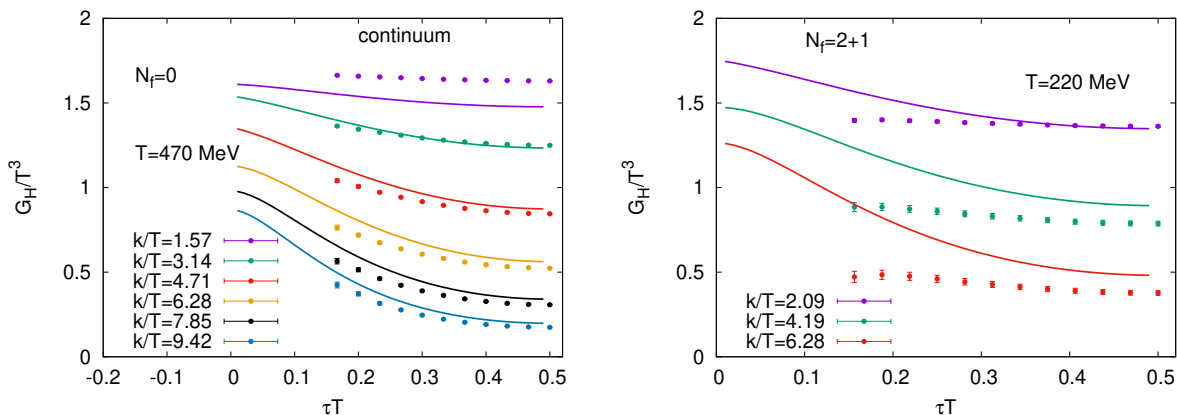 2
1.5
1
0.5
0
G_H/T^3
continuum
N_f=0
T=470 MeV
k/T=1.57
k/T=3.14
k/T=4.71
k/T=6.28
k/T=7.85
k/T=9.42
-0.2 -0.1 0 0.1 0.2 0.3 0.4 0.5
τT
2
1.5
1
0.5
0
G_H/T^3
N_f=2+1
T=220 MeV
k/T=2.09
k/T=4.19
k/T=6.28
0 0.1 0.2 0.3 0.4 0.5
τT